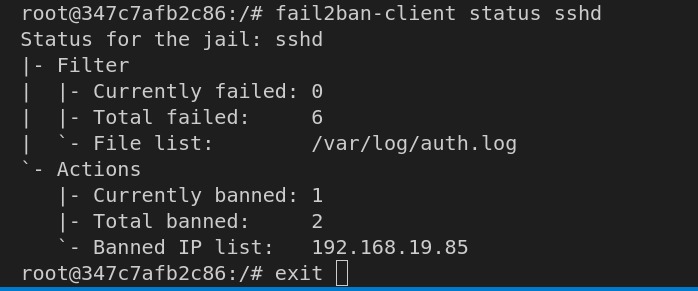 root@347c7afb2c86:/# fail2ban-client status sshd
Status for the jail: sshd
|- Filter
|  |- Currently failed: 0
|  |- Total failed:     6
|  `- File list:        /var/log/auth.log
`- Actions
   |- Currently banned: 1
   |- Total banned:     2
   `- Banned IP list:   192.168.19.85
root@347c7afb2c86:/# exit